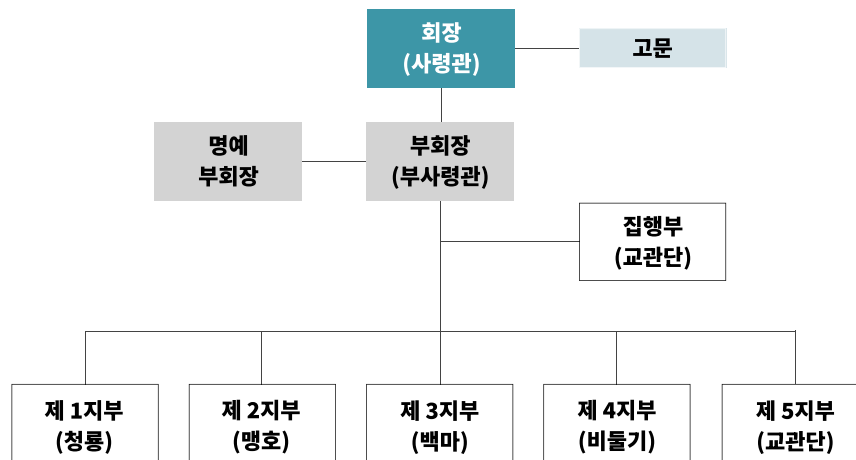 회장
(사령관)
고문
명예
부회장
부회장
(부사령관)
집행부
(교관단)
제 1지부
(청룡)
제 2지부
(맹호)
제 3지부
(백마)
제 4지부
(비둘기)
제 5지부
(교관단)